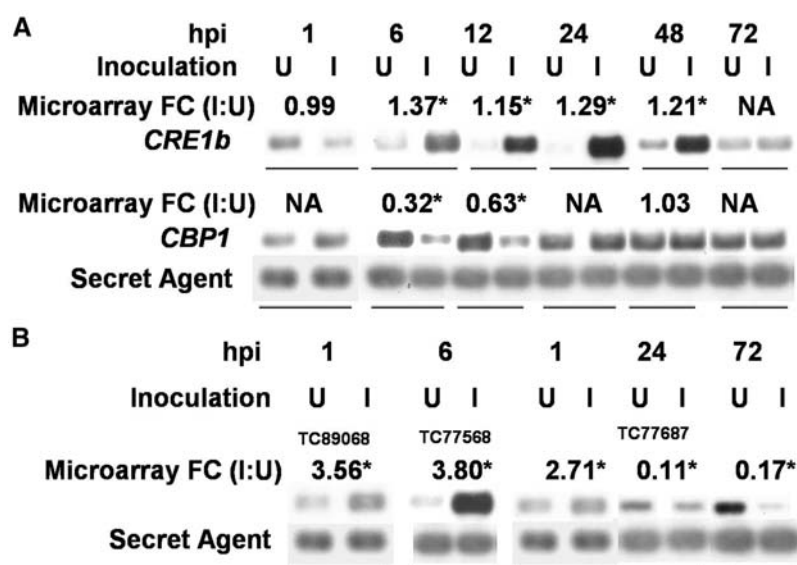 A
hpi 1 6 12 24 48 72
Inoculation U I U I U I U I U I U I
Microarray FC (I:U) 0.99 1.37* 1.15* 1.29* 1.21* NA
CRE1b
Microarray FC (I:U) NA 0.32* 0.63* NA 1.03 NA
CBP1
Secret Agent
B
hpi 1 6 1 24 72
Inoculation U I U I U I U I U I
TC89068 TC77568 TC77687
Microarray FC (I:U) 3.56* 3.80* 2.71* 0.11* 0.17*
Secret Agent